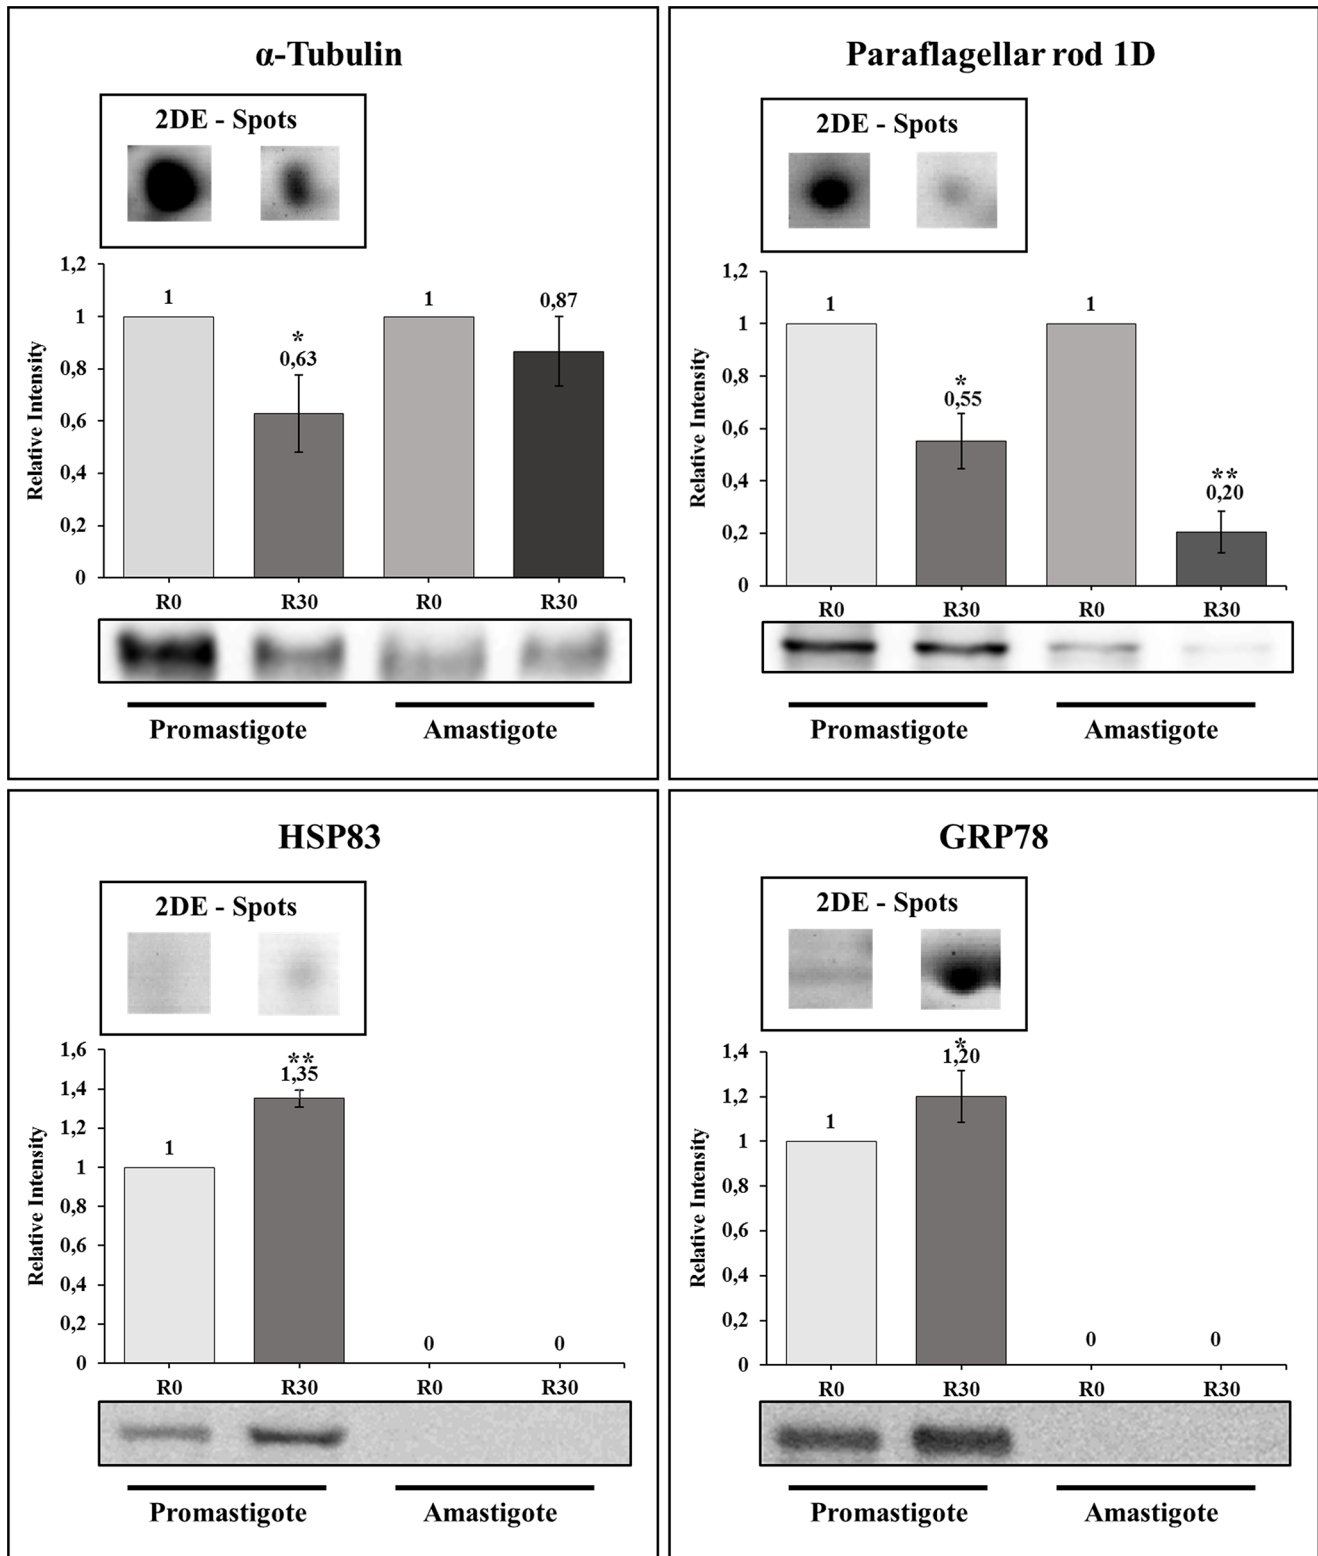 α-Tubulin
2DE - Spots
1,2
1
0,8
0,6
0,4
0,2
0
Relative Intensity
1
*
0,63
1
0,87
R0 R30 R0 R30
Promastigote Amastigote
Paraflagellar rod 1D
2DE - Spots
1,2
1
0,8
0,6
0,4
0,2
0
Relative Intensity
1
*
0,55
1
**
0,20
R0 R30 R0 R30
Promastigote Amastigote
HSP83
2DE - Spots
1,6
1,4
1,2
1
0,8
0,6
0,4
0,2
0
Relative Intensity
1
**
1,35
0 0
R0 R30 R0 R30
Promastigote Amastigote
GRP78
2DE - Spots
1,4
1,2
1
0,8
0,6
0,4
0,2
0
Relative Intensity
1
*
1,20
0 0
R0 R30 R0 R30
Promastigote Amastigote